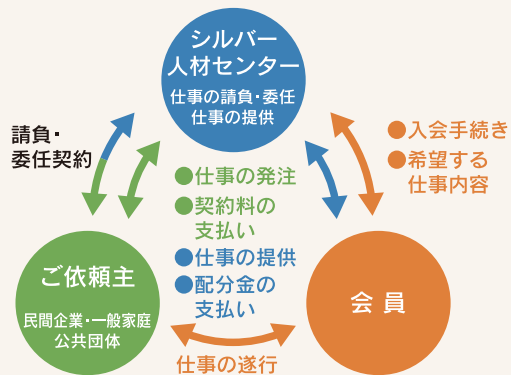 シルバー
人材センター
仕事の請負・委任
仕事の提供
請負・
委任契約
●入会手続き
●希望する
仕事内容
●仕事の発注
●契約料の
支払い
●仕事の提供
●配分金の
支払い
ご依頼主
民間企業・一般家庭
公共団体
会員
仕事の遂行